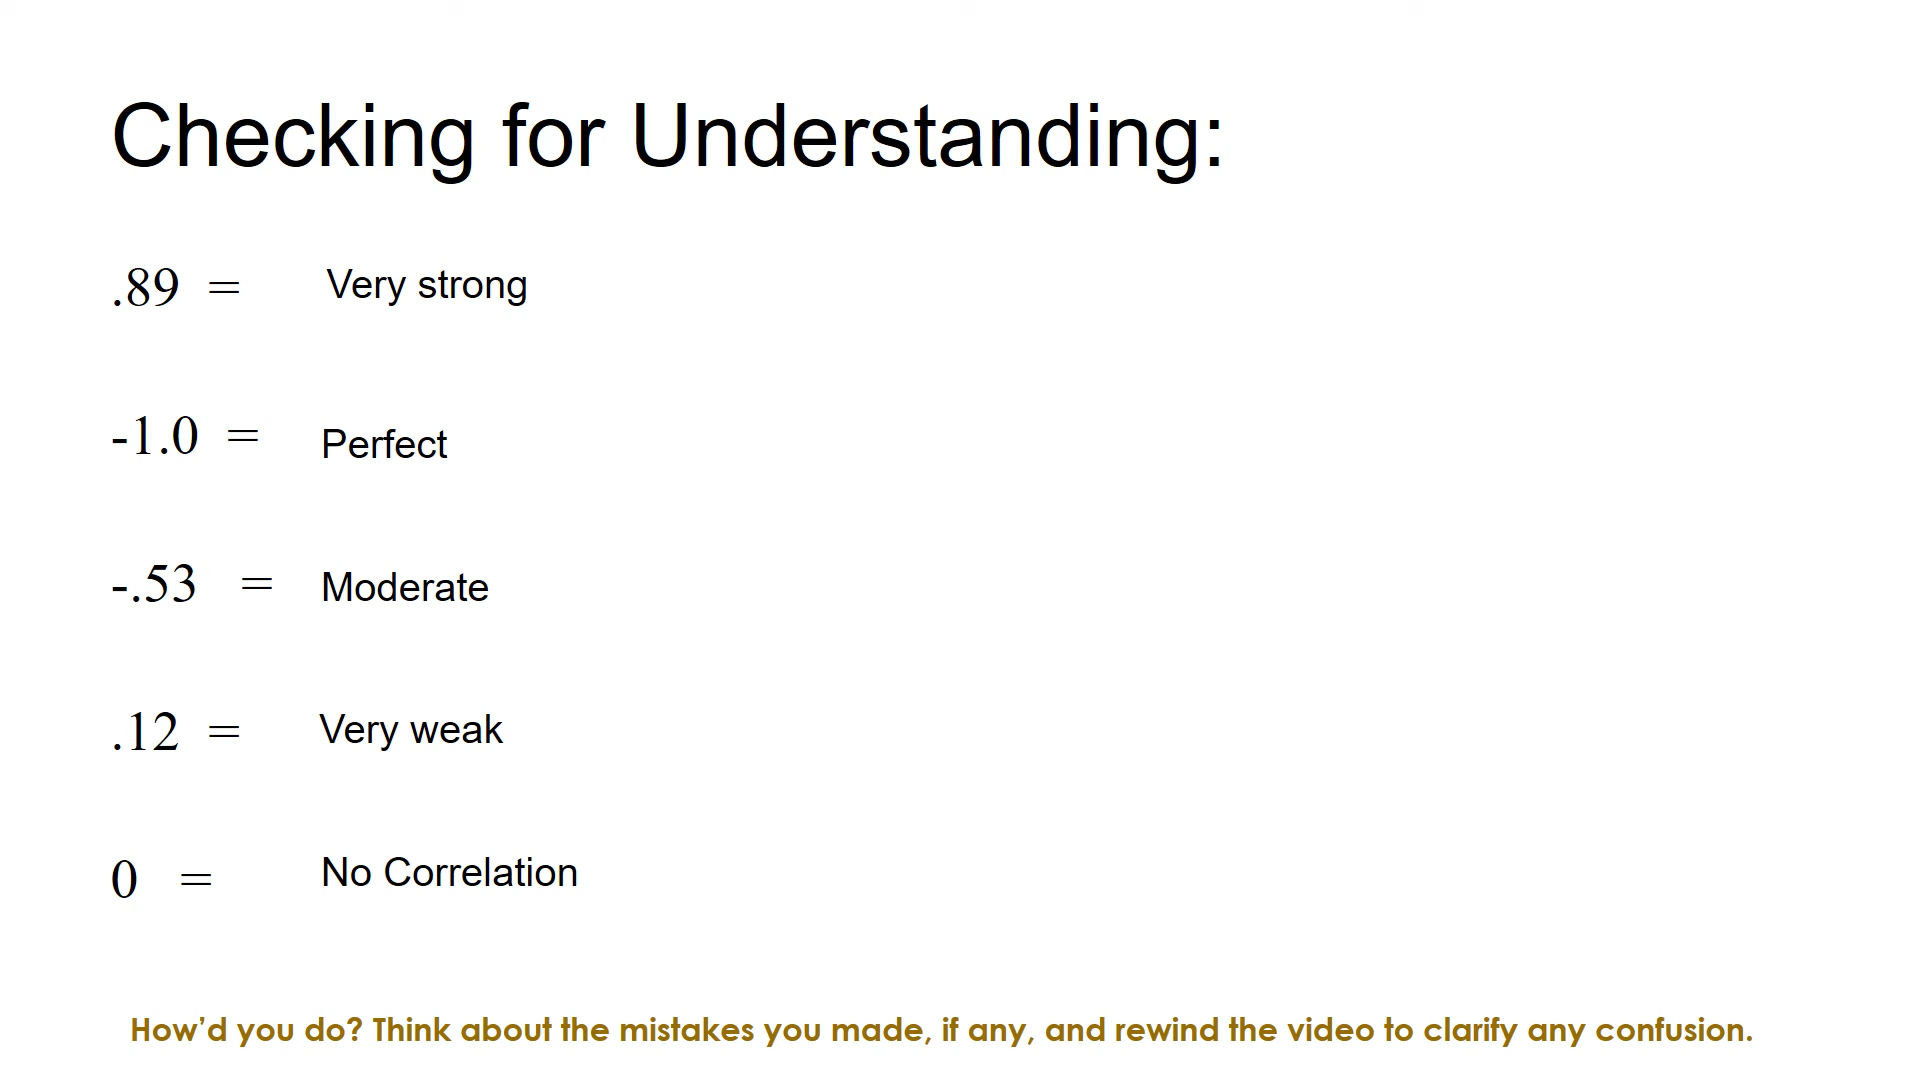 Checking for Understanding:
.89 = Very strong
-1.0 = Perfect
-.53 = Moderate
.12 = Very weak
0 = No Correlation
How’d you do? Think about the mistakes you made, if any, and rewind the video to clarify any confusion.